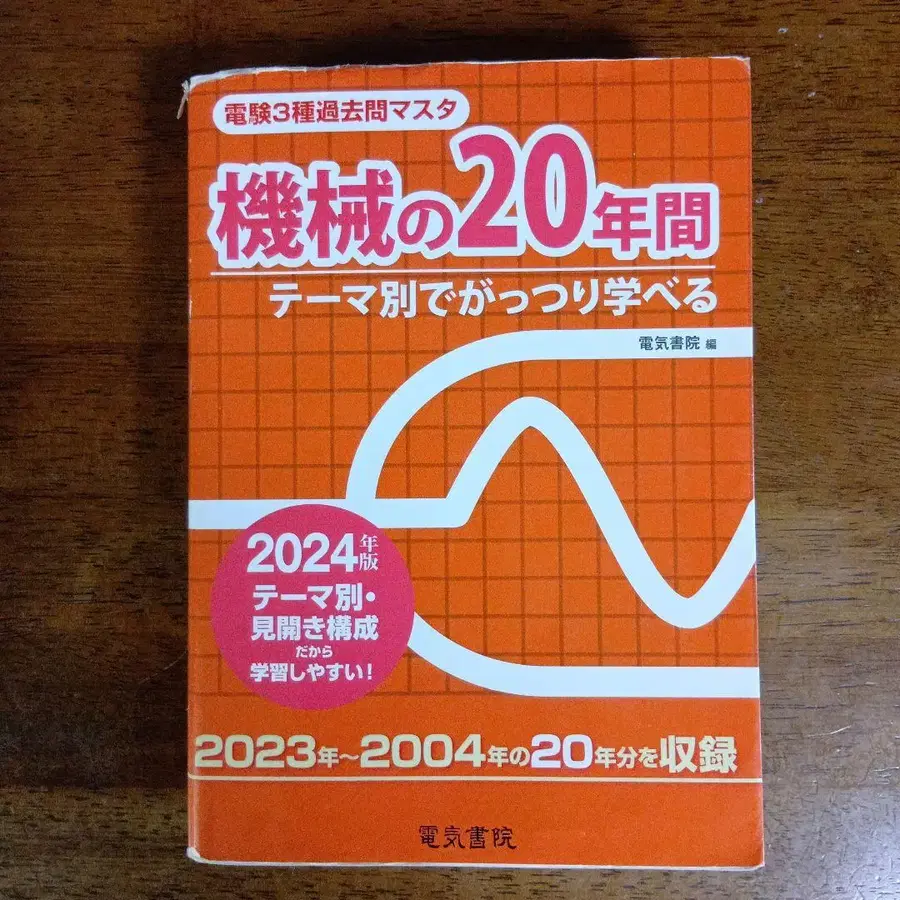 電験3種過去問マスタ
機械の20年間
テーマ別でがっつり学べる
電気書院 編
2024年版
テーマ別・
見開き構成
だから
学習しやすい!
2023年~2004年の20年分を収録
電気書院